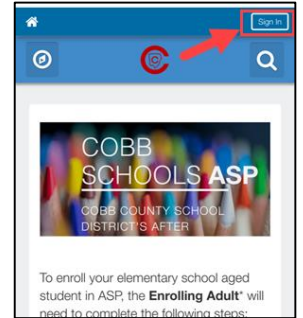 Sign In
COBB
SCHOOLS ASP
COBB COUNTY SCHOOL
DISTRICT'S AFTER
To enroll your elementary school aged
student in ASP, the Enrolling Adult* will
need to complete the following steps: